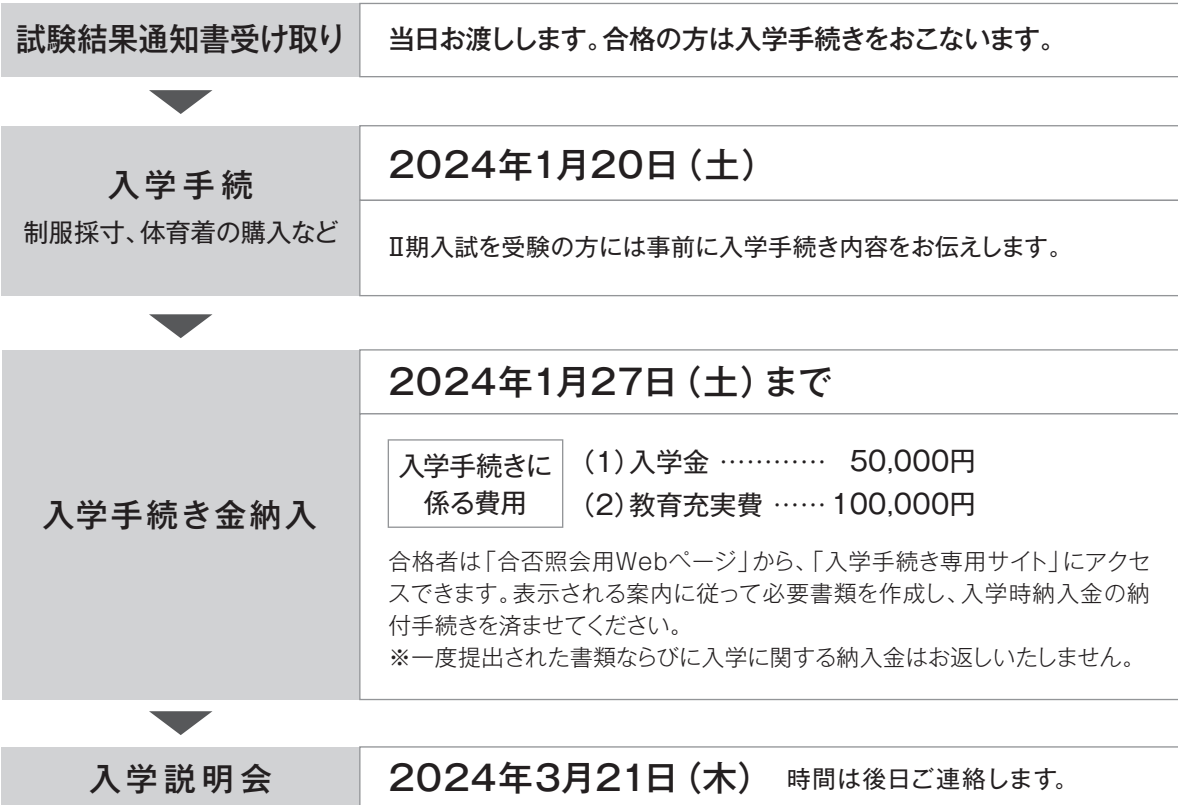 試験結果通知書受け取り
当日お渡しします。合格の方は入学手続きをおこないます。
入学手続
制服採寸、体育着の購入など
2024年1月20日（土）
Ⅱ期入試を受験の方には事前に入学手続き内容をお伝えします。
入学手続き金納入
2024年1月27日（土）まで
入学手続きに
係る費用
（1）入学金 ………… 50,000円
（2）教育充実費 …… 100,000円
合格者は「合否照会用Webページ」から、「入学手続き専用サイト」にアクセ
スできます。表示される案内に従って必要書類を作成し、入学時納入金の納
付手続きを済ませてください。
※一度提出された書類ならびに入学に関する納入金はお返しいたしません。
入学説明会
2024年3月21日（木） 時間は後日ご連絡します。